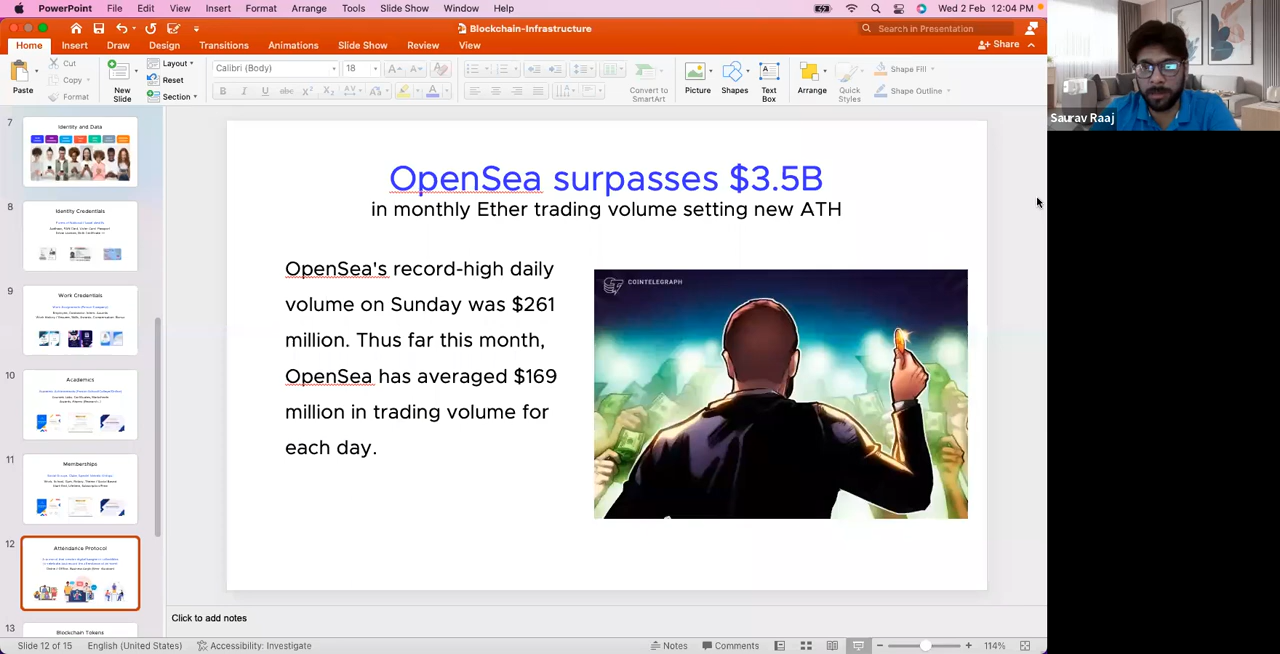 PowerPoint File Edit View Insert Format Arrange Tools Slide Show Window Help Wed 2 Feb 12:04 PM
Blockchain-Infrastructure
Search in Presentation
Home Insert Draw Design Transitions Animations Slide Show Review View
Share
Paste
Cut
Copy
Format
New Slide
Layout
Reset
Section
Calibri (Body) 18
Convert to SmartArt
Picture
Shapes
Text Box
Arrange
Quick Styles
Shape Fill
Shape Outline
7
Identity and Data
8
Identity Credentials
9
Work Credentials
10
Academics
11
Memberships
12
Attendance Protocol
13
Blockchain Tokens
OpenSea surpasses $3.5B
in monthly Ether trading volume setting new ATH
OpenSea's record-high daily
volume on Sunday was $261
million. Thus far this month,
OpenSea has averaged $169
million in trading volume for
each day.
COINTELEGRAPH
Click to add notes
Slide 12 of 15 English (United States) Accessibility: Investigate
Notes Comments 114%
Saurav Raaj